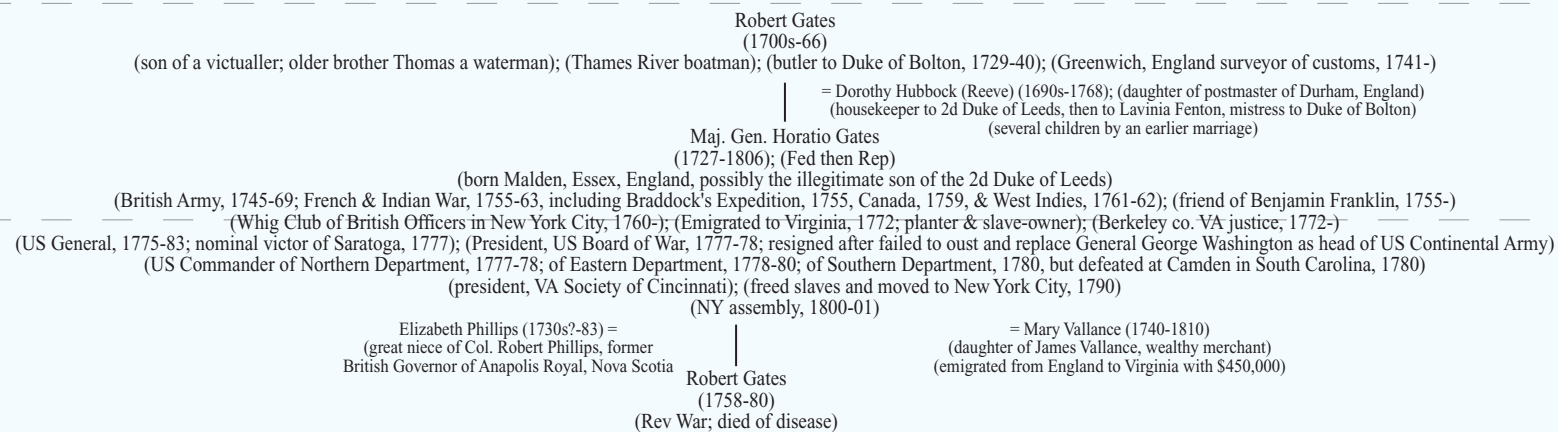 Robert Gates
(1700s-66)
(son of a victualler; older brother Thomas a waterman); (Thames River boatman); (butler to Duke of Bolton, 1729-40); (Greenwich, England surveyor of customs, 1741-)
= Dorothy Hubbock (Reeve) (1690s-1768); (daughter of postmaster of Durham, England)
(housekeeper to 2d Duke of Leeds, then to Lavinia Fenton, mistress to Duke of Bolton)
(several children by an earlier marriage)
Maj. Gen. Horatio Gates
(1727-1806); (Fed then Rep)
(born Malden, Essex, England, possibly the illegitimate son of the 2d Duke of Leeds)
(British Army, 1745-69; French & Indian War, 1755-63, including Braddock's Expedition, 1755, Canada, 1759, & West Indies, 1761-62); (friend of Benjamin Franklin, 1755-)
(Whig Club of British Officers in New York City, 1760-); (Emigrated to Virginia, 1772; planter & slave-owner); (Berkeley co. VA justice, 1772-)
(US General, 1775-83; nominal victor of Saratoga, 1777); (President, US Board of War, 1777-78; resigned after failed to oust and replace General George Washington as head of US Continental Army)
(US Commander of Northern Department, 1777-78; of Eastern Department, 1778-80; of Southern Department, 1780, but defeated at Camden in South Carolina, 1780)
(president, VA Society of Cincinnati); (freed slaves and moved to New York City, 1790)
(NY assembly, 1800-01)
Elizabeth Phillips (1730s?-83) =
(great niece of Col. Robert Phillips, former
British Governor of Anapolis Royal, Nova Scotia
= Mary Vallance (1740-1810)
(daughter of James Vallance, wealthy merchant)
(emigrated from England to Virginia with $450,000)
Robert Gates
(1758-80)
(Rev War; died of disease)